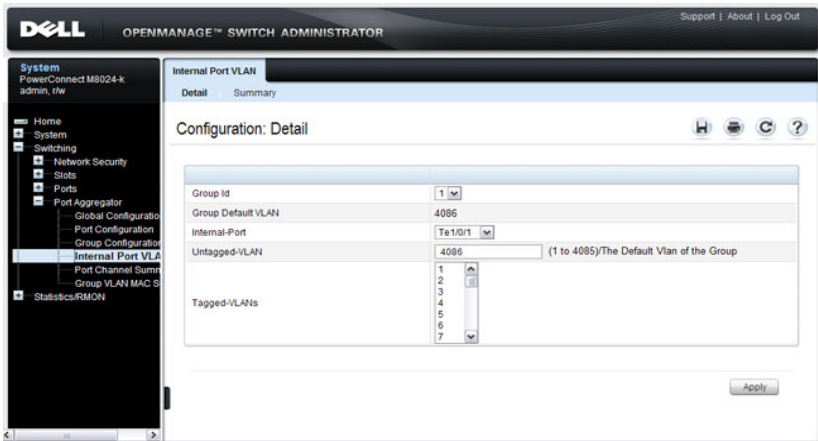 Support | About | Log Out
DELL
OPENMANAGE™ SWITCH ADMINISTRATOR
System
PowerConnect M8024-k
admin, r/w
Home
System
Switching
Network Security
Slots
Ports
Port Aggregator
Global Configuratio
Port Configuration
Group Configuration
Internal Port VLA
Port Channel Summ
Group VLAN MAC S
Statistics/RMON
Internal Port VLAN
Detail Summary
Configuration: Detail
?
Group Id 1
Group Default VLAN 4086
Internal-Port Te1/0/1
Untagged-VLAN 4086 (1 to 4085)/The Default Vlan of the Group
Tagged-VLANs
1
2
3
4
5
6
7
Apply